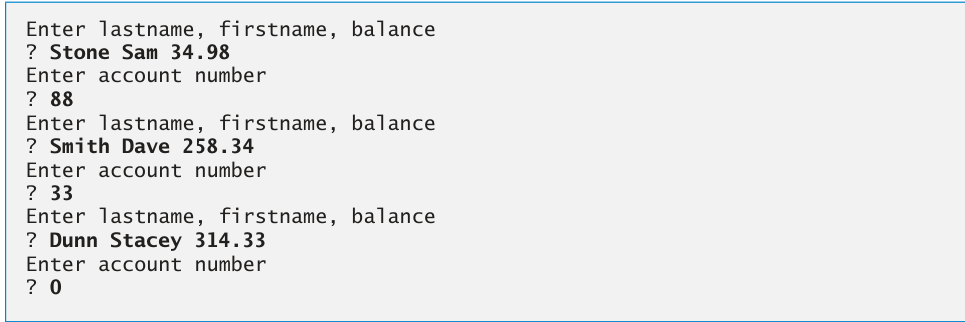 Enter lastname, firstname, balance
? Stone Sam 34.98
Enter account number
? 88
Enter lastname, firstname, balance
? Smith Dave 258.34
Enter account number
? 33
Enter lastname, firstname, balance
? Dunn Stacey 314.33
Enter account number
? 0